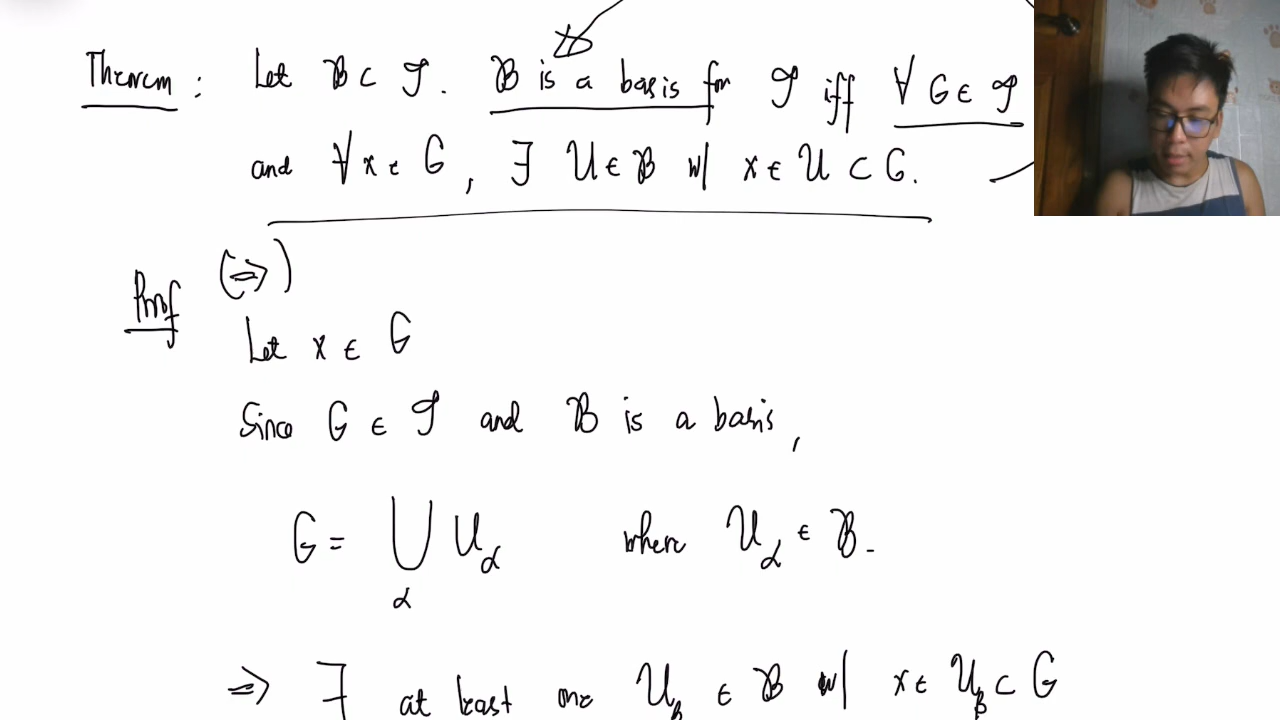 Theorem: Let 𝓑 ⊂ 𝒯. 𝓑 is a basis for 𝒯 iff ∀ G ∈ 𝒯
and ∀ x ∈ G, ∃ U ∈ 𝓑 w/ x ∈ U ⊂ G.
Proof (⇒)
Let x ∈ G
Since G ∈ 𝒯 and 𝓑 is a basis,
G = ⋃_α U_α where U_α ∈ 𝓑.
⇒ ∃ at least one U_β ∈ 𝓑 w/ x ∈ U_β ⊂ G